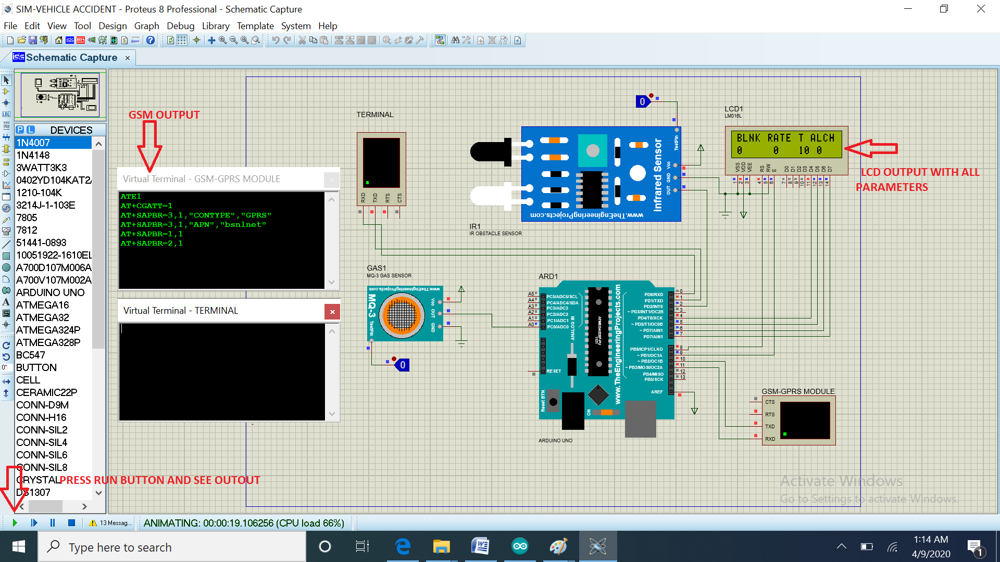 SIM-VEHICLE ACCIDENT - Proteus 8 Professional - Schematic Capture
File Edit View Tool Design Graph Debug Library Template System Help
Schematic Capture
DEVICES
1N4007
1N4148
3WATT3K3
0402YD104KAT2A
1210-104K
3214J-1-103E
7805
7812
51441-0893
10051922-1610EL
A700D107M006A
A700V107M002A
ARDUINO UNO
ATMEGA16
ATMEGA32
ATMEGA324P
ATMEGA328P
BC547
BUTTON
CELL
CERAMIC22P
CONN-D9M
CONN-H16
CONN-SIL2
CONN-SIL4
CONN-SIL6
CONN-SIL8
CRYSTAL
DS1307
GSM OUTPUT
Virtual Terminal - GSM-GPRS MODULE
ATE1
AT+CGATT=1
AT+SAPBR=3,1,"CONTYPE","GPRS"
AT+SAPBR=3,1,"APN","bsnlnet"
AT+SAPBR=1,1
AT+SAPBR=2,1
Virtual Terminal - TERMINAL
PRESS RUN BUTTON AND SEE OUTOUT
TERMINAL
RXD TXD RTS CTS
0
Infrared Sensor
TestPin
Vcc
GND
OUT
www.TheEngineeringProjects.com
IR1
IR OBSTACLE SENSOR
LCD1
LM016L
BLNK RATE T ALCH
0 0 10 0
VSS VDD VEE RS RW E D0 D1 D2 D3 D4 D5 D6 D7
1 2 3 4 5 6 7 8 9 10 11 12 13 14
LCD OUTPUT WITH ALL
PARAMETERS
GAS1
MQ-3 GAS SENSOR
www.TheEngineeringProjects.com
MQ-3
TestPin
Vcc
OUT
GND
0
ARD1
A5 PC5/ADC5/SCL
A4 PC4/ADC4/SDA
A3 PC3/ADC3
A2 PC2/ADC2
A1 PC1/ADC1
A0 PC0/ADC0
ANALOG IN
RESET
Reset BTN
ON
ATMEGA328P-PU
1121
www.TheEngineeringProjects.com
PD0/RXD 0
PD1/TXD 1
PD2/INT0 2
~ PD3/INT1/OC2B 3
PD4/T0/XCK 4
~ PD5/T1/OC0B 5
~ PD7/AIN1 6
PD7/AIN1 7
PB0/ICP1/CLKO 8
~ PB1/OC1A 9
~ PB2/OC1B 10
~ PB3/MOSI/OC2A 11
PB4/MISO 12
PB5/SCK 13
AREF
ARDUINO UNO
GSM-GPRS MODULE
CTS
RTS
TXD
RXD
Activate Windows
Go to Settings to activate Windows.
13 Messag...
ANIMATING: 00:00:19.106256 (CPU load 66%)
Type here to search
1:14 AM
4/9/2020
1